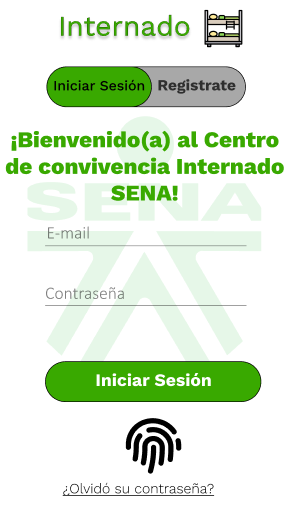 Internado
Iniciar Sesión Registrate
¡Bienvenido(a) al Centro
de convivencia Internado
SENA!
SENA
E-mail
Contraseña
Iniciar Sesión
¿Olvidó su contraseña?